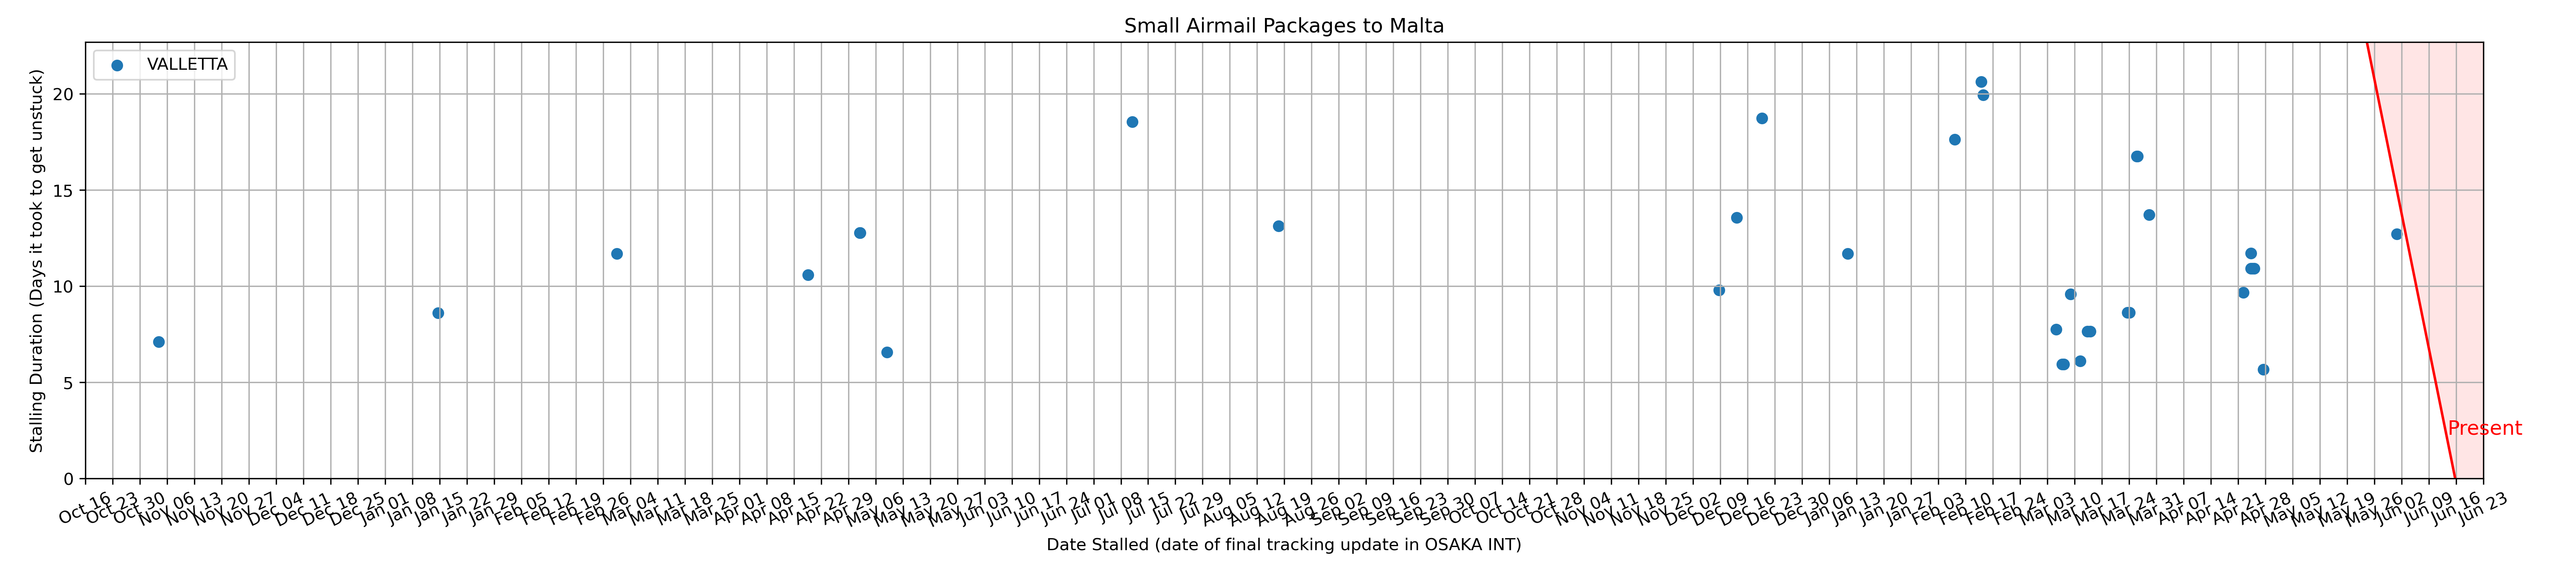 Small Airmail Packages to Malta
VALLETTA
Stalling Duration (Days it took to get unstuck)
20
15
10
5
0
Present
Oct 16 Oct 23 Oct 30 Nov 06 Nov 13 Nov 20 Nov 27 Dec 04 Dec 11 Dec 18 Dec 25 Jan 01 Jan 08 Jan 15 Jan 22 Jan 29 Feb 05 Feb 12 Feb 19 Feb 26 Mar 04 Mar 11 Mar 18 Mar 25 Apr 01 Apr 08 Apr 15 Apr 22 Apr 29 May 06 May 13 May 20 May 27 Jun 03 Jun 10 Jun 17 Jun 24 Jul 01 Jul 08 Jul 15 Jul 22 Jul 29 Aug 05 Aug 12 Aug 19 Aug 26 Sep 02 Sep 09 Sep 16 Sep 23 Sep 30 Oct 07 Oct 14 Oct 21 Oct 28 Nov 04 Nov 11 Nov 18 Nov 25 Dec 02 Dec 09 Dec 16 Dec 23 Dec 30 Jan 06 Jan 13 Jan 20 Jan 27 Feb 03 Feb 10 Feb 17 Feb 24 Mar 03 Mar 10 Mar 17 Mar 24 Mar 31 Apr 07 Apr 14 Apr 21 Apr 28 May 05 May 12 May 19 May 26 Jun 02 Jun 09 Jun 16 Jun 23
Date Stalled (date of final tracking update in OSAKA INT)